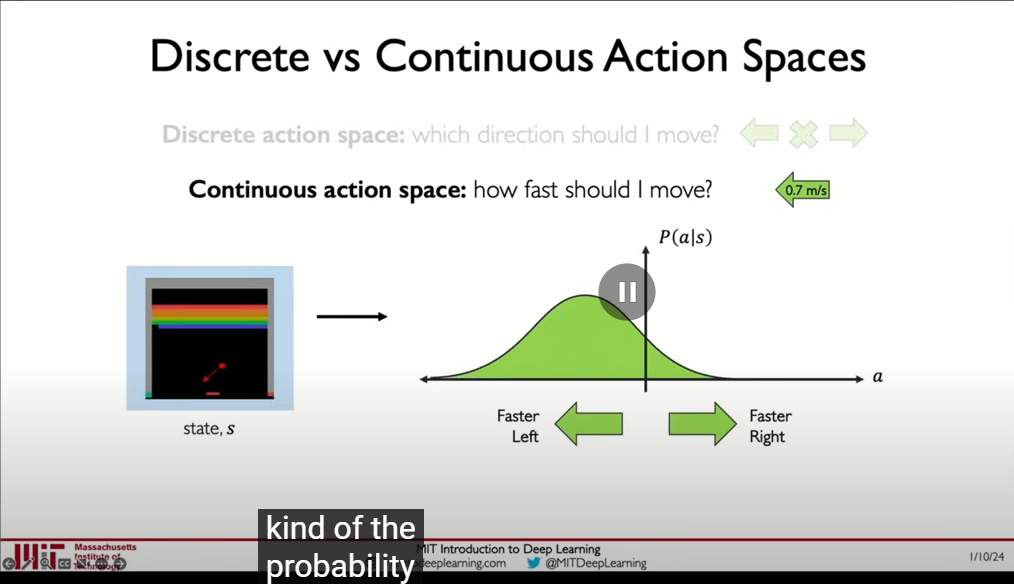 Discrete vs Continuous Action Spaces
Discrete action space: which direction should I move?
Continuous action space: how fast should I move?
0.7 m/s
P(a|s)
a
state, s
Faster
Left
Faster
Right
kind of the
probability
MIT Introduction to Deep Learning
deeplearning.com
@MITDeepLearning
Massachusetts
Institute of
Technology
1/10/24